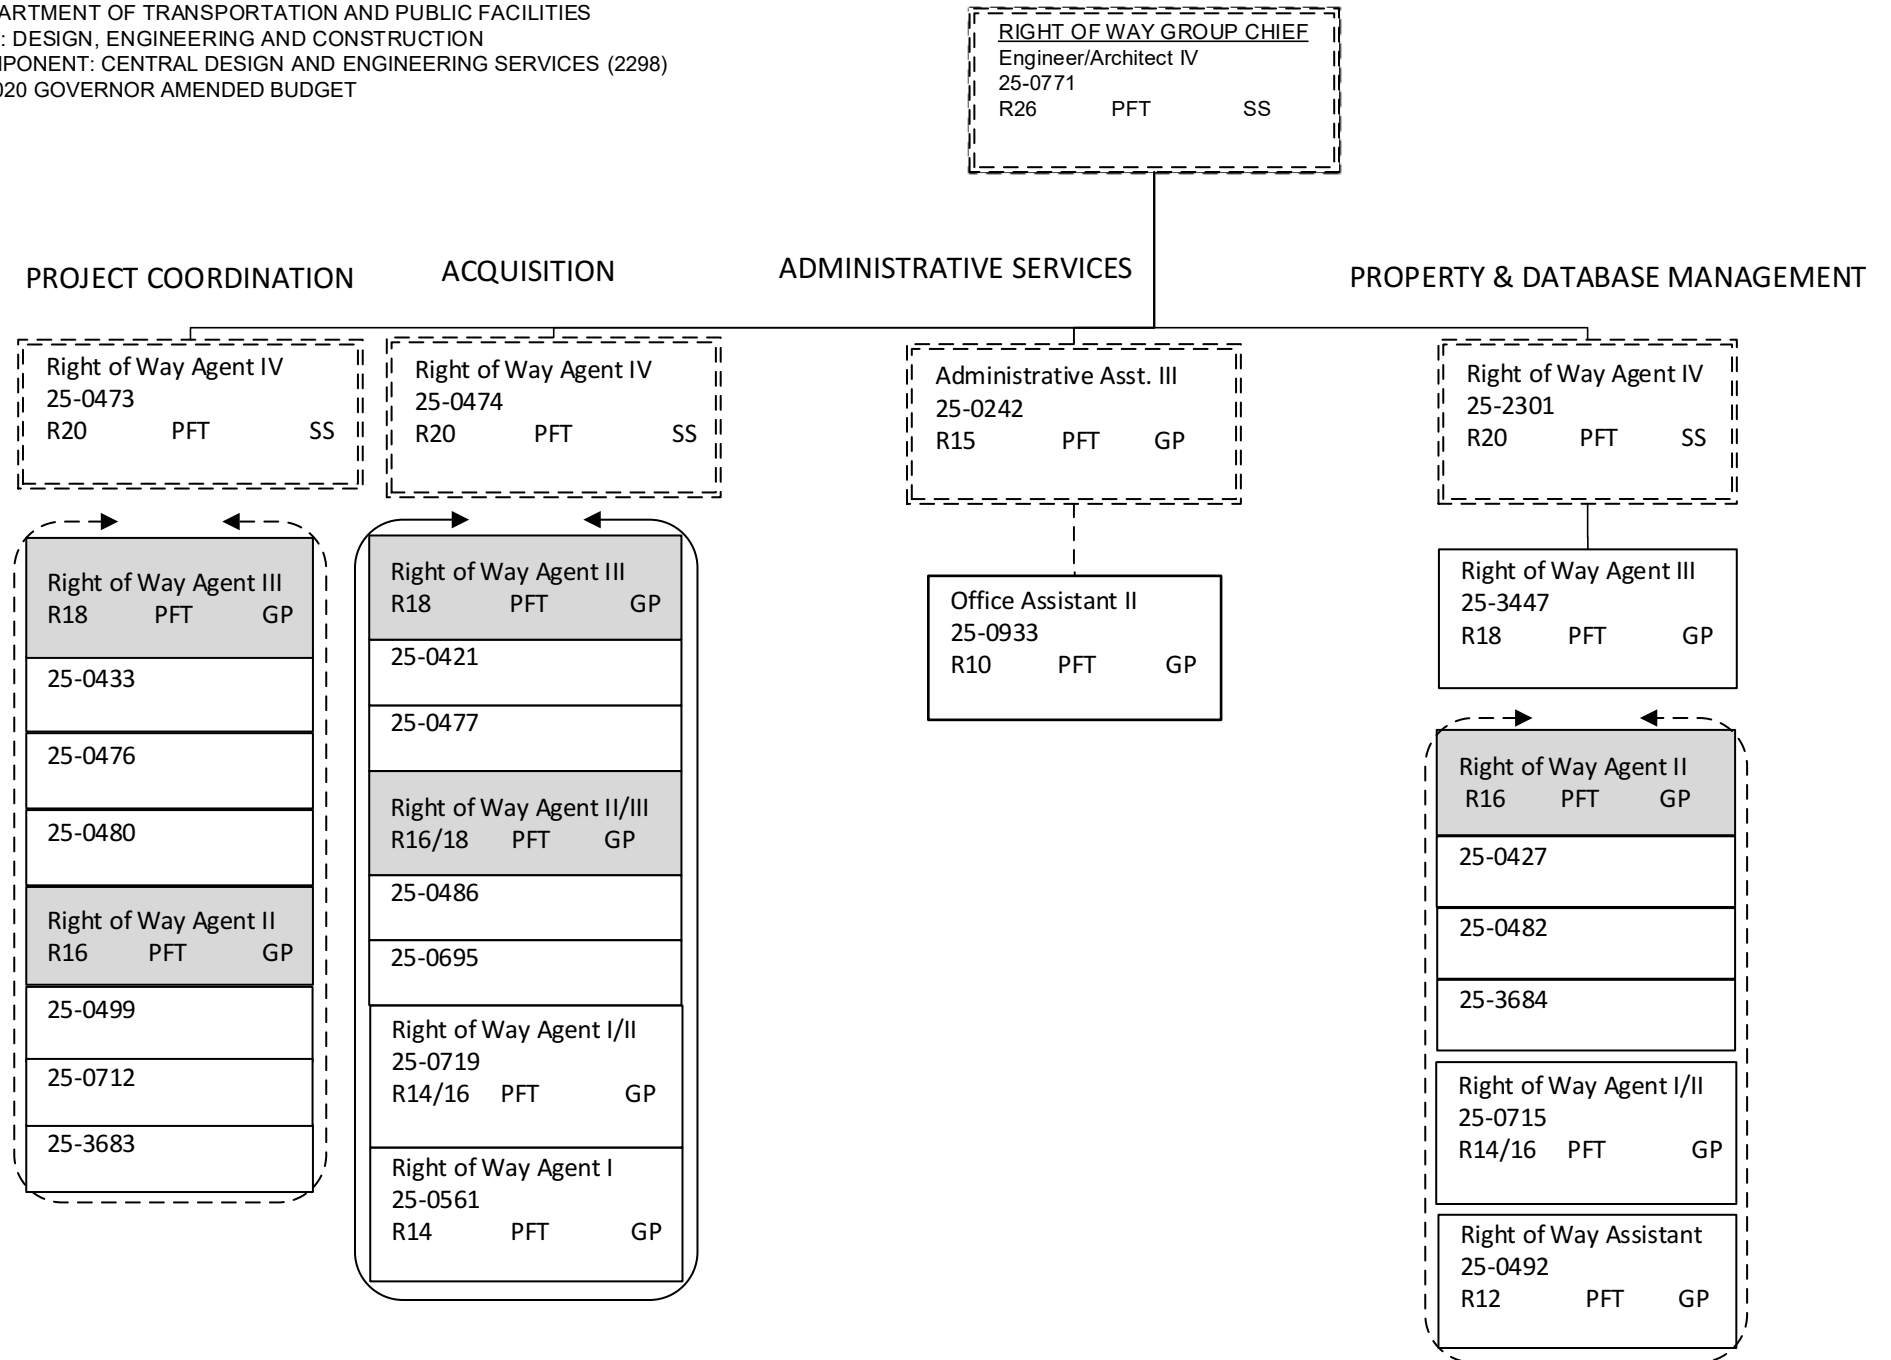 ARTMENT OF TRANSPORTATION AND PUBLIC FACILITIES
: DESIGN, ENGINEERING AND CONSTRUCTION
PONENT: CENTRAL DESIGN AND ENGINEERING SERVICES (2298)
020 GOVERNOR AMENDED BUDGET
RIGHT OF WAY GROUP CHIEF
Engineer/Architect IV
25-0771
R26 PFT SS
PROJECT COORDINATION
ACQUISITION
ADMINISTRATIVE SERVICES
PROPERTY & DATABASE MANAGEMENT
Right of Way Agent IV
25-0473
R20 PFT SS
Right of Way Agent III
R18 PFT GP
25-0433
25-0476
25-0480
Right of Way Agent II
R16 PFT GP
25-0499
25-0712
25-3683
Right of Way Agent IV
25-0474
R20 PFT SS
Right of Way Agent III
R18 PFT GP
25-0421
25-0477
Right of Way Agent II/III
R16/18 PFT GP
25-0486
25-0695
Right of Way Agent I/II
25-0719
R14/16 PFT GP
Right of Way Agent I
25-0561
R14 PFT GP
Administrative Asst. III
25-0242
R15 PFT GP
Office Assistant II
25-0933
R10 PFT GP
Right of Way Agent IV
25-2301
R20 PFT SS
Right of Way Agent III
25-3447
R18 PFT GP
Right of Way Agent II
R16 PFT GP
25-0427
25-0482
25-3684
Right of Way Agent I/II
25-0715
R14/16 PFT GP
Right of Way Assistant
25-0492
R12 PFT GP